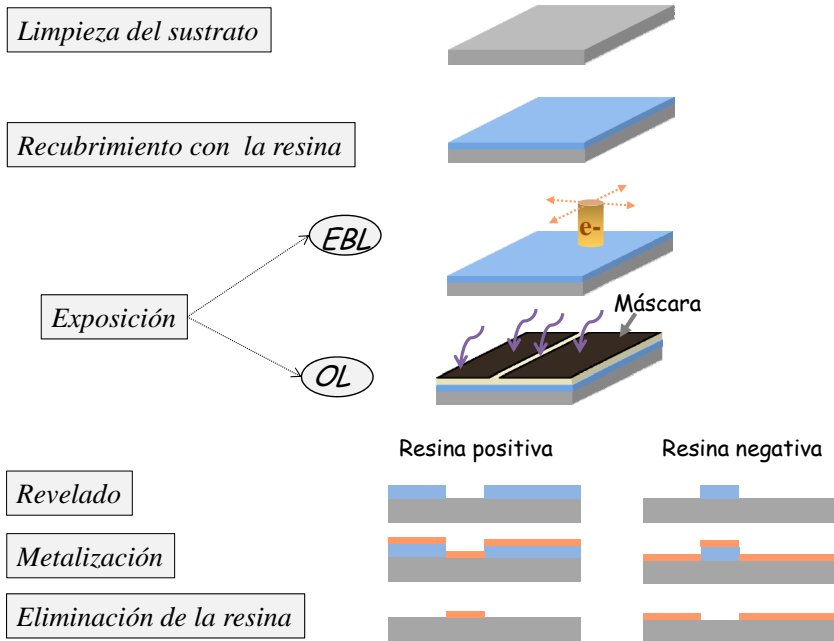 Limpieza del sustrato
Recubrimiento con la resina
e-
EBL
Exposición
Máscara
OL
Resina positiva
Resina negativa
Revelado
Metalización
Eliminación de la resina